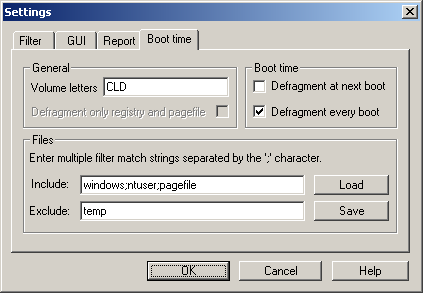 Settings
Filter GUI Report Boot time
General
Volume letters CLD
Defragment only registry and pagefile
Boot time
Defragment at next boot
Defragment every boot
Files
Enter multiple filter match strings separated by the ';' character.
Include: windows;ntuser;pagefile Load
Exclude: temp Save
OK Cancel Help